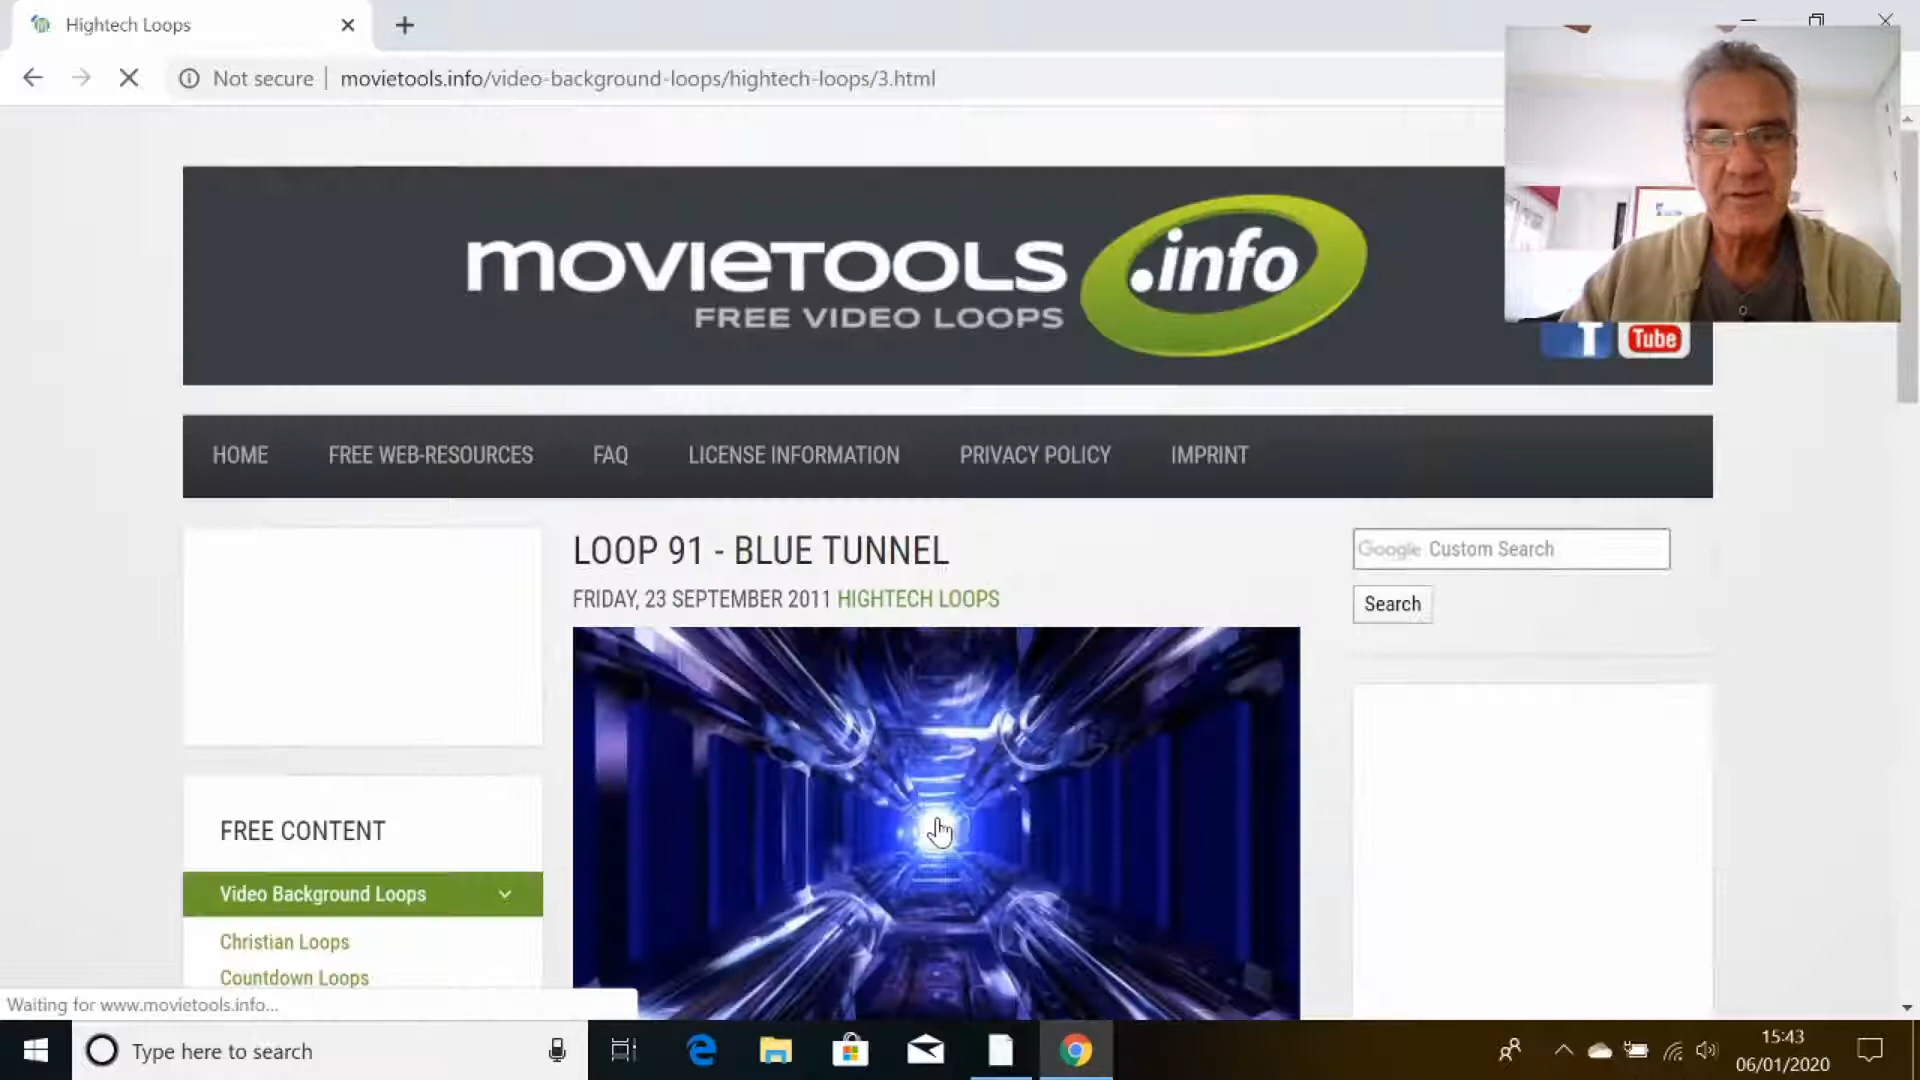 Hightech Loops
Not secure | movietools.info/video-background-loops/hightech-loops/3.html
movieTOOLS .info
FREE VIDEO LOOPS
f Tube
HOME FREE WEB-RESOURCES FAQ LICENSE INFORMATION PRIVACY POLICY IMPRINT
LOOP 91 - BLUE TUNNEL
FRIDAY, 23 SEPTEMBER 2011 HIGHTECH LOOPS
Google Custom Search
Search
FREE CONTENT
Video Background Loops
Christian Loops
Countdown Loops
Waiting for www.movietools.info...
Type here to search
15:43
06/01/2020